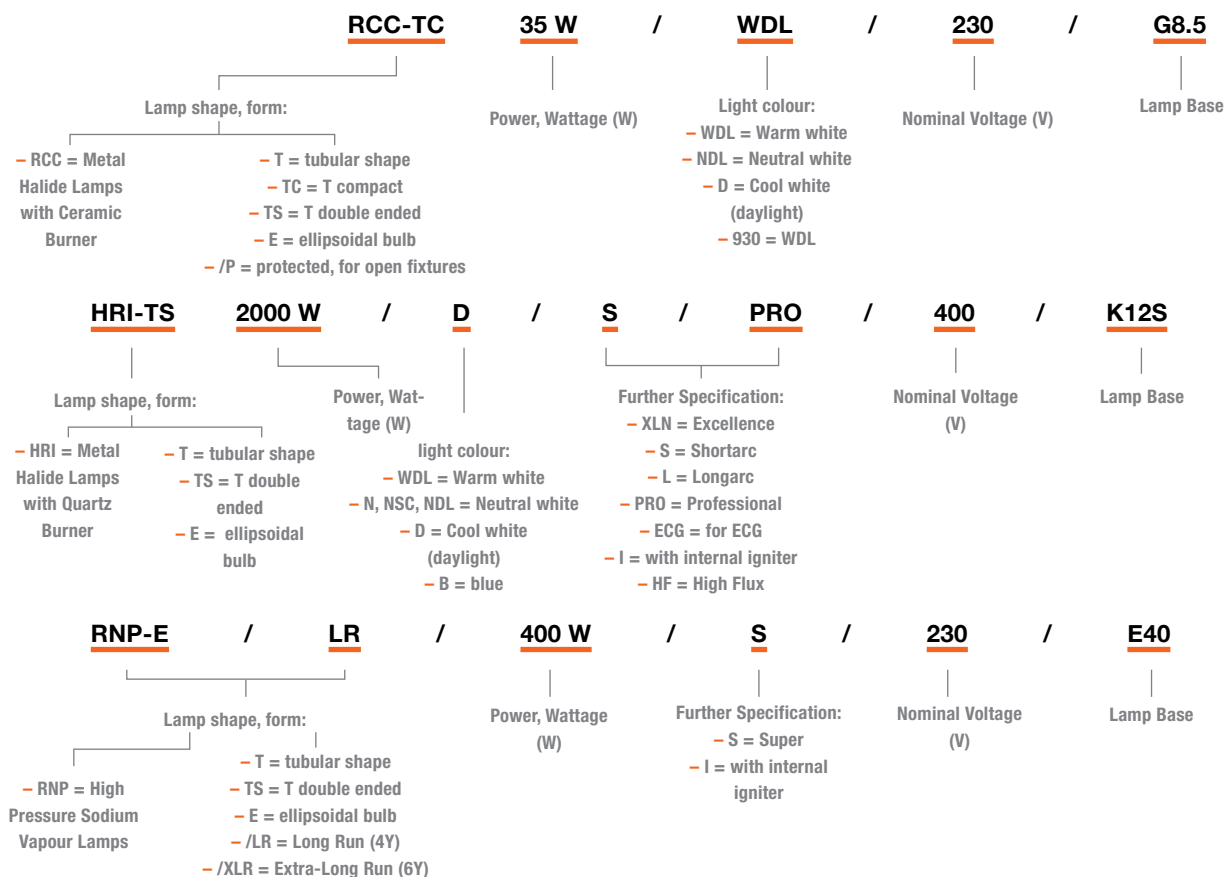 RCC-TC 35 W / WDL / 230 / G8.5
Lamp shape, form:
– RCC = Metal
Halide Lamps
with Ceramic
Burner
– T = tubular shape
– TC = T compact
– TS = T double ended
– E = ellipsoidal bulb
– /P = protected, for open fixtures
Power, Wattage (W)
Light colour:
– WDL = Warm white
– NDL = Neutral white
– D = Cool white
(daylight)
– 930 = WDL
Nominal Voltage (V)
Lamp Base
HRI-TS 2000 W / D / S / PRO / 400 / K12S
Lamp shape, form:
– HRI = Metal
Halide Lamps
with Quartz
Burner
– T = tubular shape
– TS = T double
ended
– E = ellipsoidal
bulb
Power, Wat-
tage (W)
light colour:
– WDL = Warm white
– N, NSC, NDL = Neutral white
– D = Cool white
(daylight)
– B = blue
Further Specification:
– XLN = Excellence
– S = Shortarc
– L = Longarc
– PRO = Professional
– ECG = for ECG
– I = with internal igniter
– HF = High Flux
Nominal Voltage
(V)
Lamp Base
RNP-E / LR / 400 W / S / 230 / E40
Lamp shape, form:
– RNP = High
Pressure Sodium
Vapour Lamps
– T = tubular shape
– TS = T double ended
– E = ellipsoidal bulb
– /LR = Long Run (4Y)
– /XLR = Extra-Long Run (6Y)
Power, Wattage
(W)
Further Specification:
– S = Super
– I = with internal
igniter
Nominal Voltage
(V)
Lamp Base